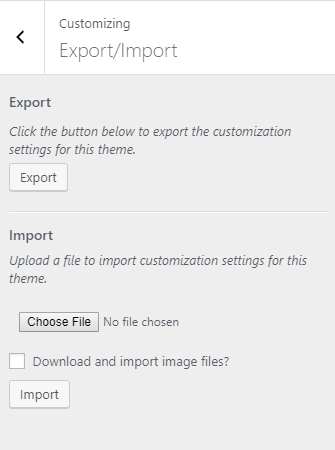 Customizing
Export/Import
Export
Click the button below to export the customization
settings for this theme.
Export
Import
Upload a file to import customization settings for this
theme.
Choose File No file chosen
Download and import image files?
Import